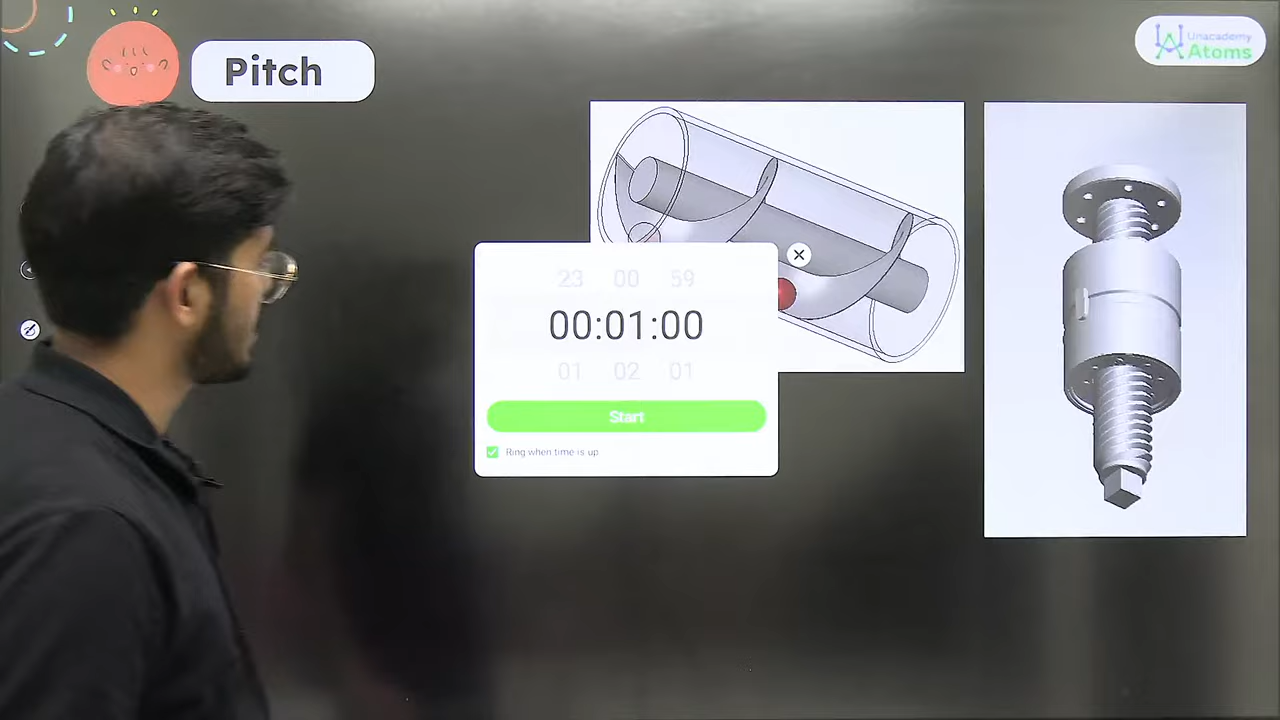 Pitch
Unacademy
Atoms
23 00 59
00:01:00
01 02 01
Start
Ring when time is up